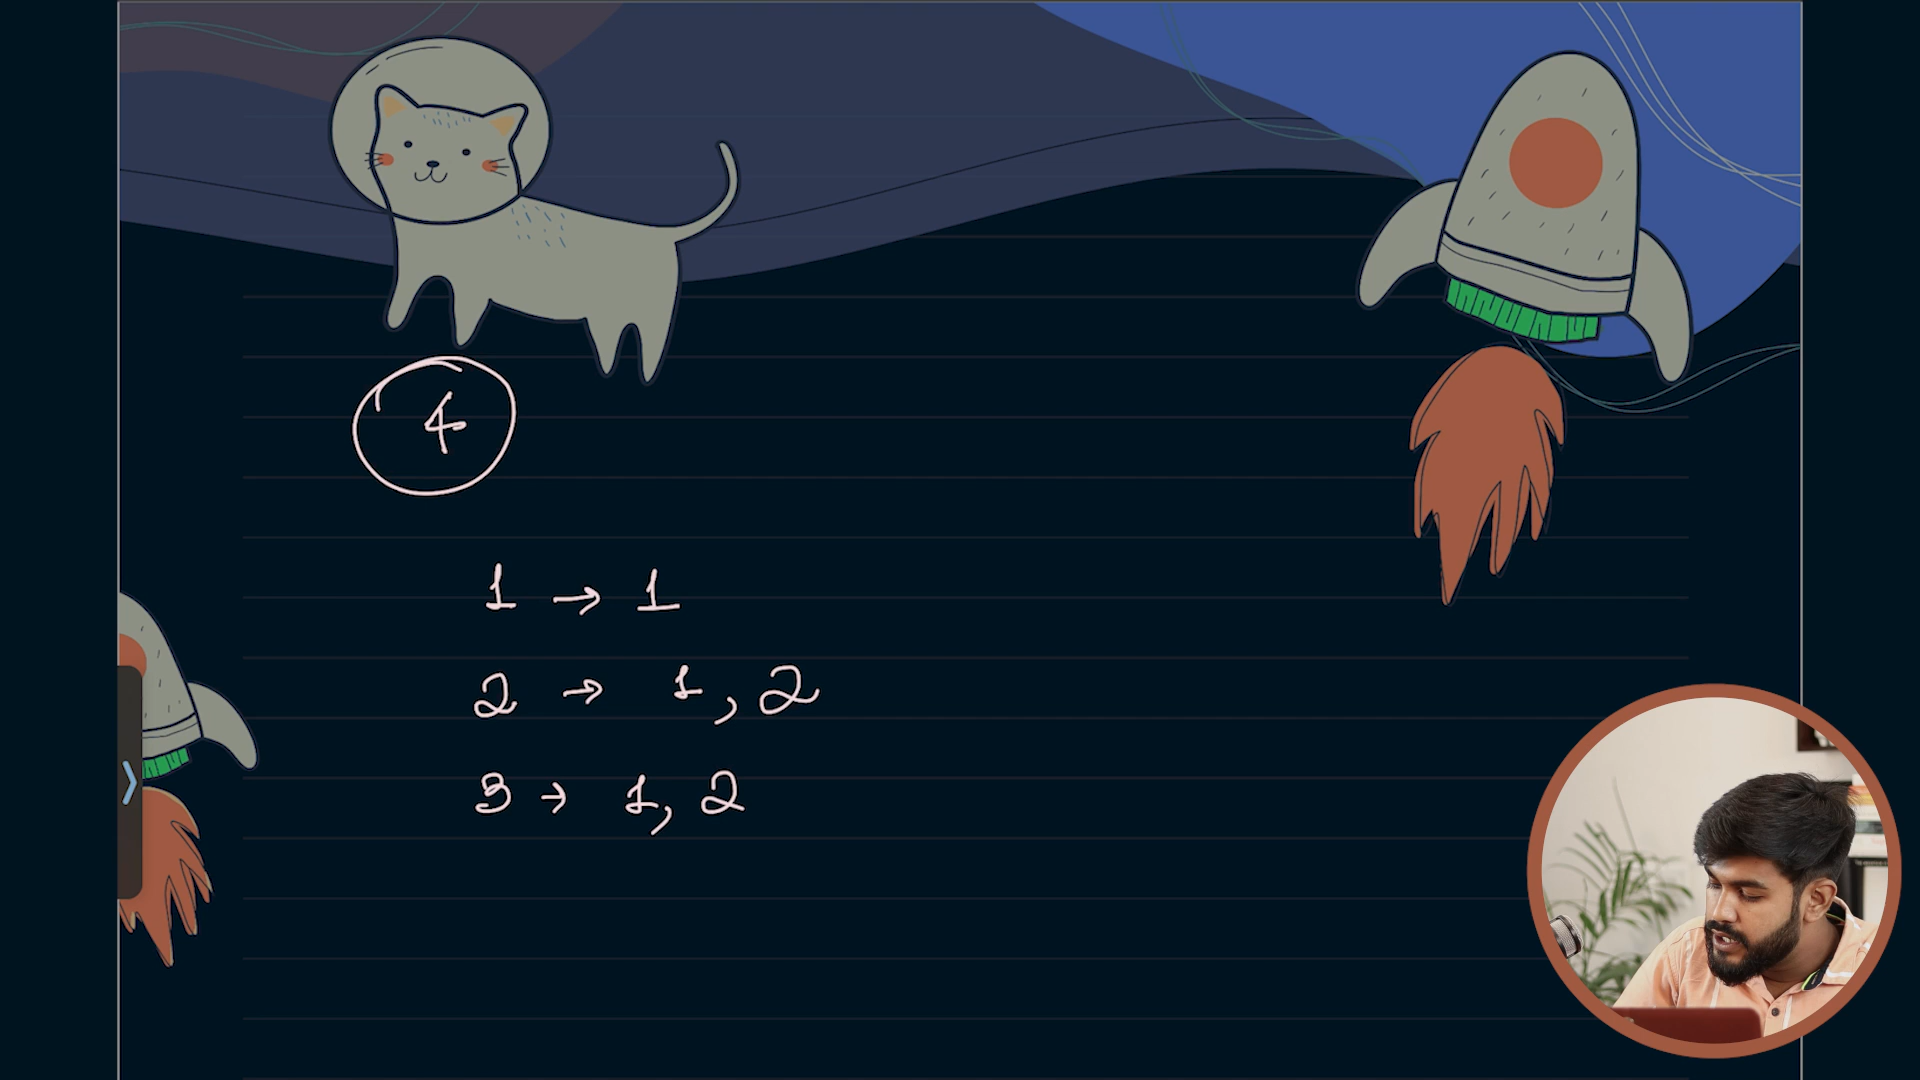 4
1 → 1
2 → 1, 2
3 → 1, 2